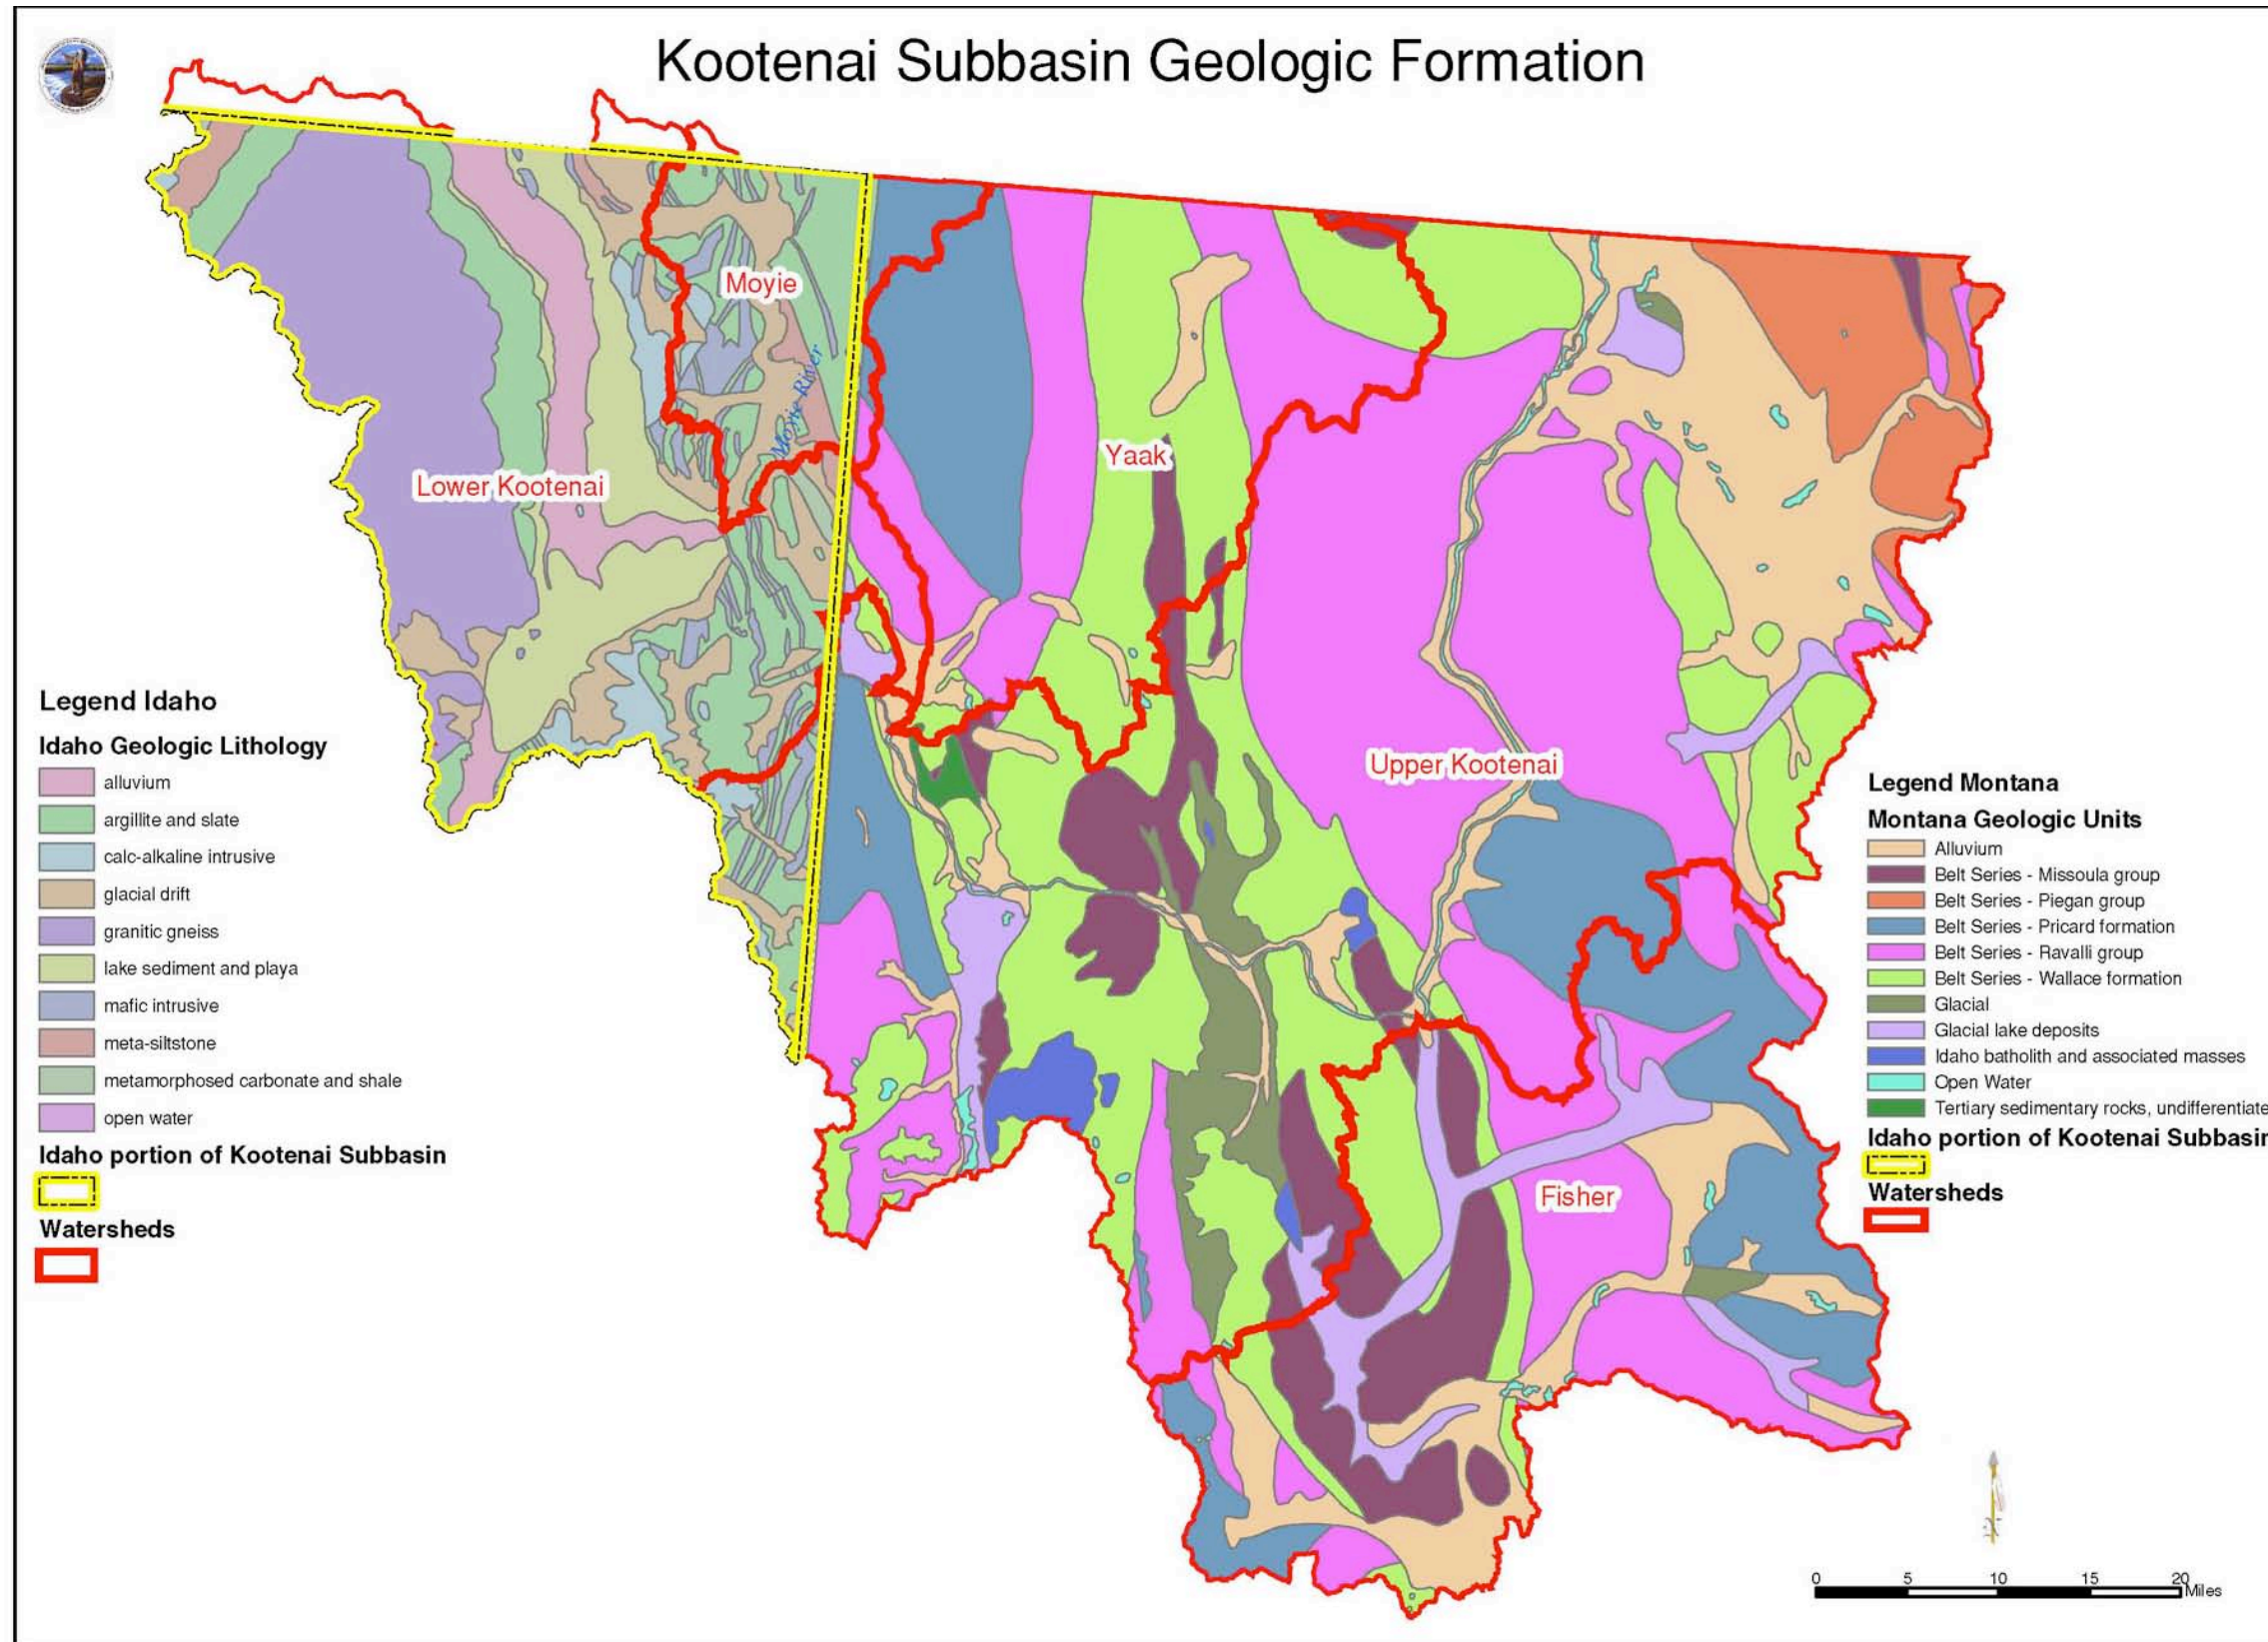 Kootenai Subbasin Geologic Formation
Moyie
Moyie River
Yaak
Lower Kootenai
Upper Kootenai
Fisher
Legend Idaho
Idaho Geologic Lithology
alluvium
argillite and slate
calc-alkaline intrusive
glacial drift
granitic gneiss
lake sediment and playa
mafic intrusive
meta-siltstone
metamorphosed carbonate and shale
open water
Idaho portion of Kootenai Subbasin
Watersheds
Legend Montana
Montana Geologic Units
Alluvium
Belt Series - Missoula group
Belt Series - Piegan group
Belt Series - Pricard formation
Belt Series - Ravalli group
Belt Series - Wallace formation
Glacial
Glacial lake deposits
Idaho batholith and associated masses
Open Water
Tertiary sedimentary rocks, undifferentiate
Idaho portion of Kootenai Subbasin
Watersheds
0 5 10 15 20
Miles